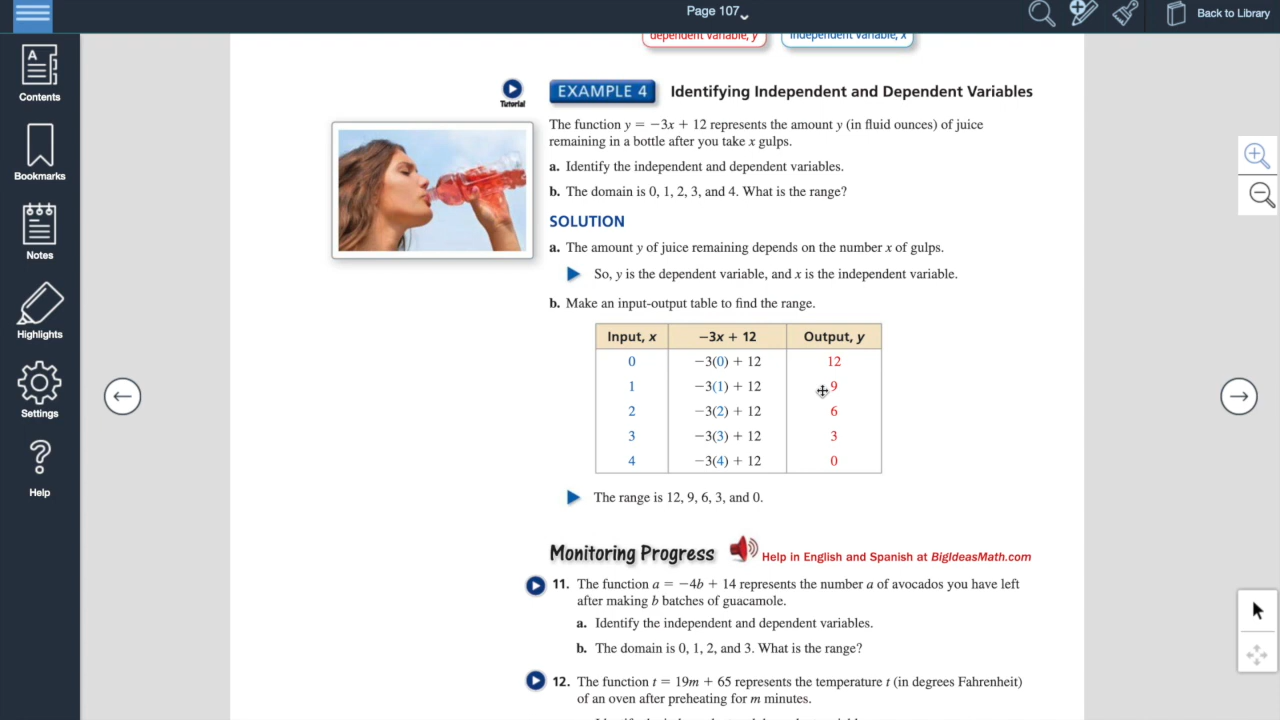 Page 107
Back to Library
dependent variable, y
independent variable, x
Contents
Bookmarks
Notes
Highlights
Settings
Help
Tutorial
EXAMPLE 4 Identifying Independent and Dependent Variables
The function y = −3x + 12 represents the amount y (in fluid ounces) of juice
remaining in a bottle after you take x gulps.
a. Identify the independent and dependent variables.
b. The domain is 0, 1, 2, 3, and 4. What is the range?
SOLUTION
a. The amount y of juice remaining depends on the number x of gulps.
So, y is the dependent variable, and x is the independent variable.
b. Make an input-output table to find the range.
Input, x −3x + 12 Output, y
0 −3(0) + 12 12
1 −3(1) + 12 9
2 −3(2) + 12 6
3 −3(3) + 12 3
4 −3(4) + 12 0
The range is 12, 9, 6, 3, and 0.
Monitoring Progress Help in English and Spanish at BigIdeasMath.com
11. The function a = −4b + 14 represents the number a of avocados you have left
after making b batches of guacamole.
a. Identify the independent and dependent variables.
b. The domain is 0, 1, 2, and 3. What is the range?
12. The function t = 19m + 65 represents the temperature t (in degrees Fahrenheit)
of an oven after preheating for m minutes.